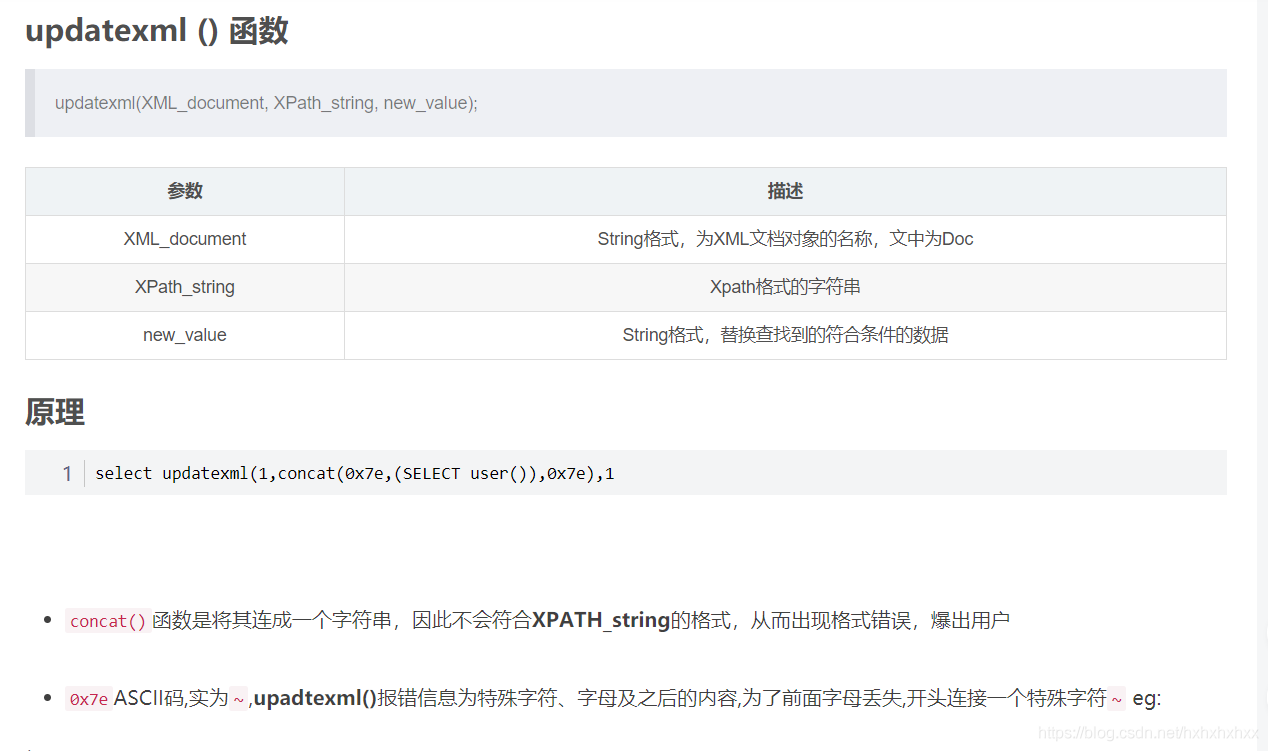 updatexml () 函数
updatexml(XML_document, XPath_string, new_value);
参数 描述
XML_document String格式，为XML文档对象的名称，文中为Doc
XPath_string Xpath格式的字符串
new_value String格式，替换查找到的符合条件的数据
原理
1 select updatexml(1,concat(0x7e,(SELECT user()),0x7e),1
concat()函数是将其连成一个字符串，因此不会符合XPATH_string的格式，从而出现格式错误，爆出用户
0x7e ASCII码,实为 ~ ,upadtexml()报错信息为特殊字符、字母及之后的内容,为了前面字母丢失,开头连接一个特殊字符 ~ eg:
https://blog.csdn.net/hxhxhxhxx